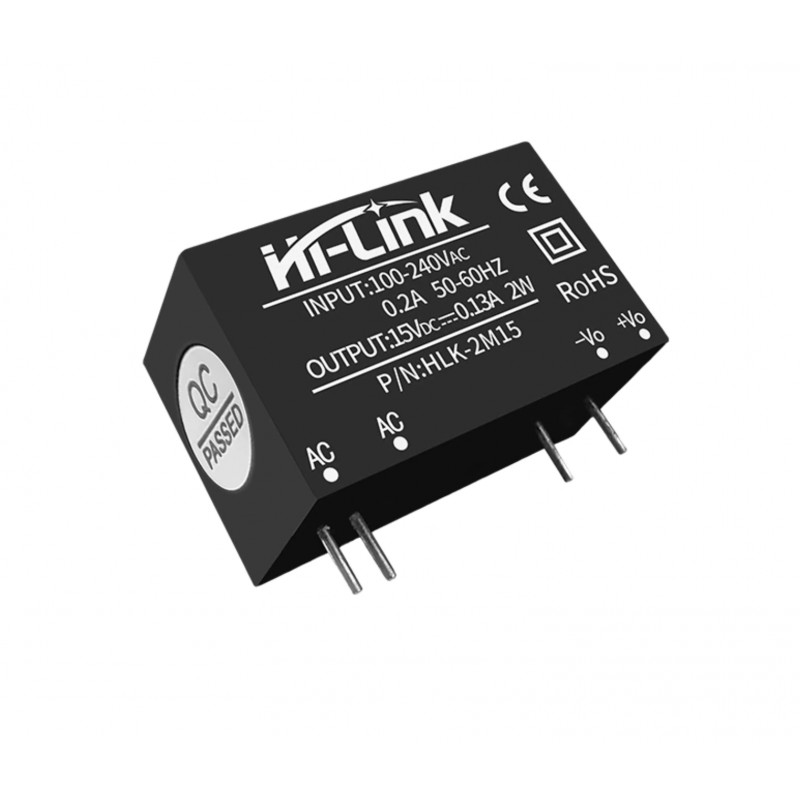 Hi-Link
INPUT:100-240VAC
0.2A 50-60HZ
OUTPUT:15VDC⎓0.13A 2W
P/N:HLK-2M15
CE
RoHS
-Vo
+Vo
AC
AC
QC
PASSED